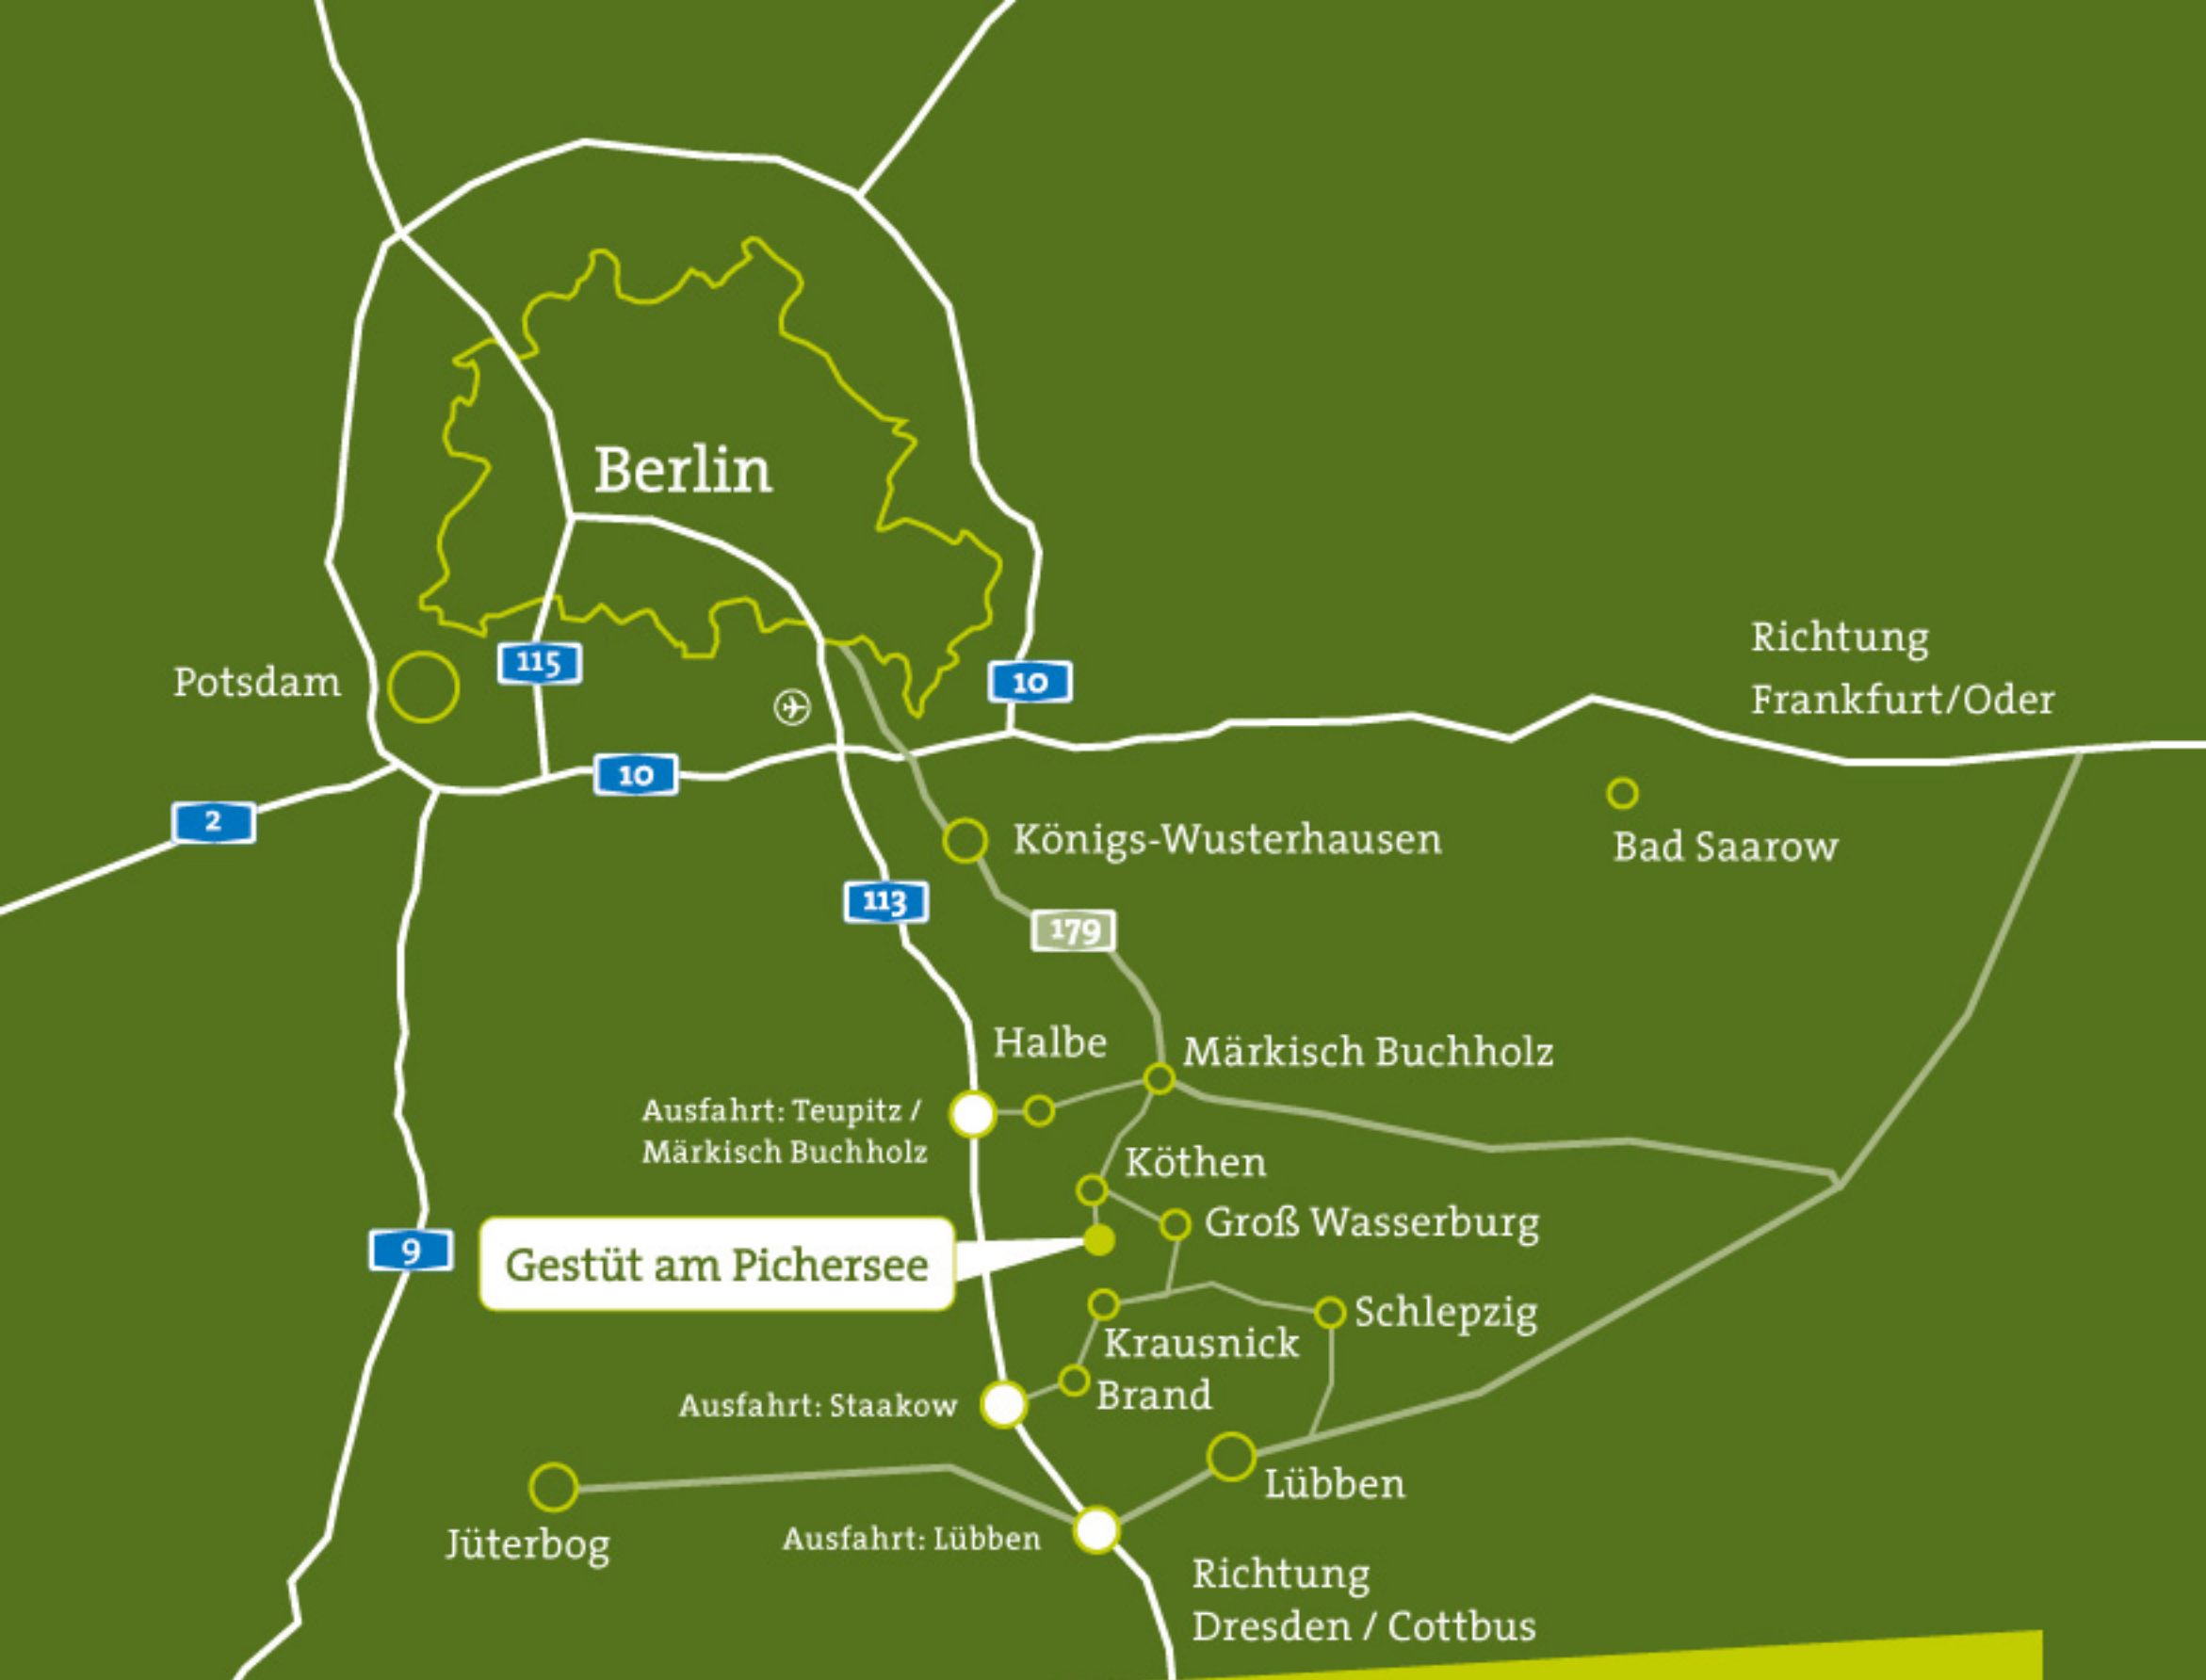 Berlin
Richtung
Frankfurt/Oder
Potsdam
115
10
10
2
Bad Saarow
Königs-Wusterhausen
113
179
Halbe
Märkisch Buchholz
Ausfahrt: Teupitz /
Märkisch Buchholz
Köthen
Groß Wasserburg
9
Gestüt am Pichersee
Schlepzig
Krausnick
Brand
Ausfahrt: Staakow
Lübben
Jüterbog
Ausfahrt: Lübben
Richtung
Dresden / Cottbus